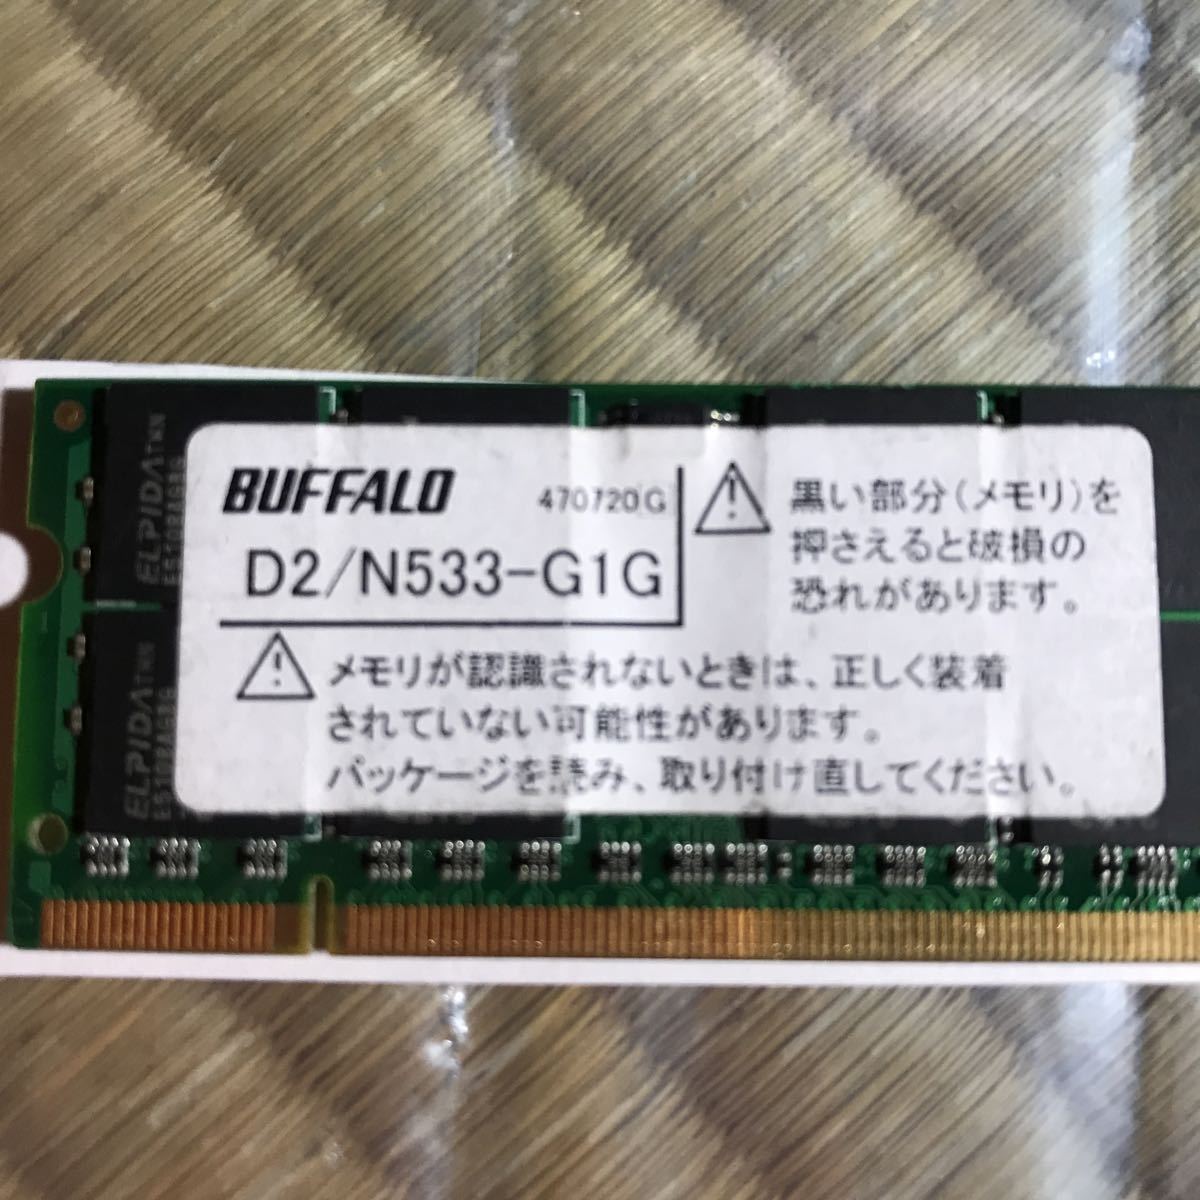 BUFFALO
470720 G
D2/N533-G1G
黒い部分(メモリ)を
押さえると破損の
恐れがあります。
メモリが認識されないときは、正しく装着
されていない可能性があります。
パッケージを読み、取り付け直してください。
ELPIDA TWN
ELPIDA TWN